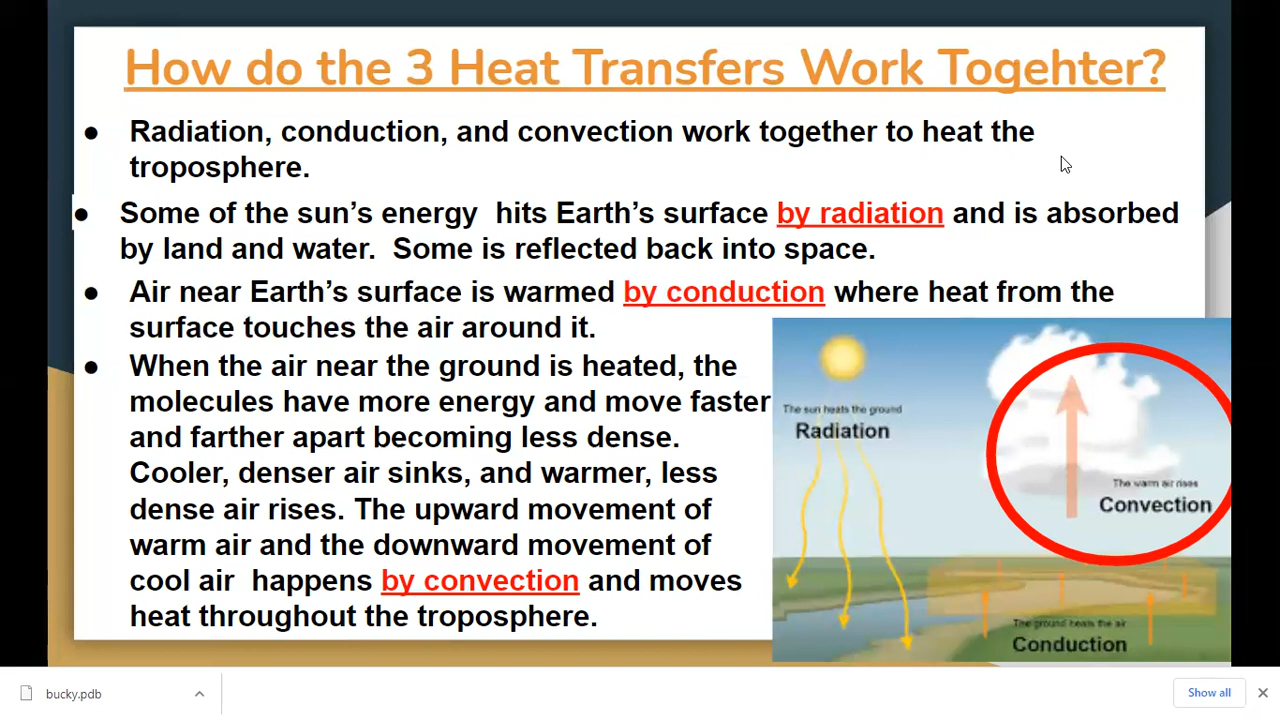 How do the 3 Heat Transfers Work Togehter?
● Radiation, conduction, and convection work together to heat the
troposphere.
● Some of the sun's energy hits Earth's surface by radiation and is absorbed
by land and water. Some is reflected back into space.
● Air near Earth's surface is warmed by conduction where heat from the
surface touches the air around it.
● When the air near the ground is heated, the
molecules have more energy and move faster
and farther apart becoming less dense.
Cooler, denser air sinks, and warmer, less
dense air rises. The upward movement of
warm air and the downward movement of
cool air happens by convection and moves
heat throughout the troposphere.
The sun heats the ground
Radiation
The warm air rises
Convection
The ground heats the air
Conduction
bucky.pdb
Show all